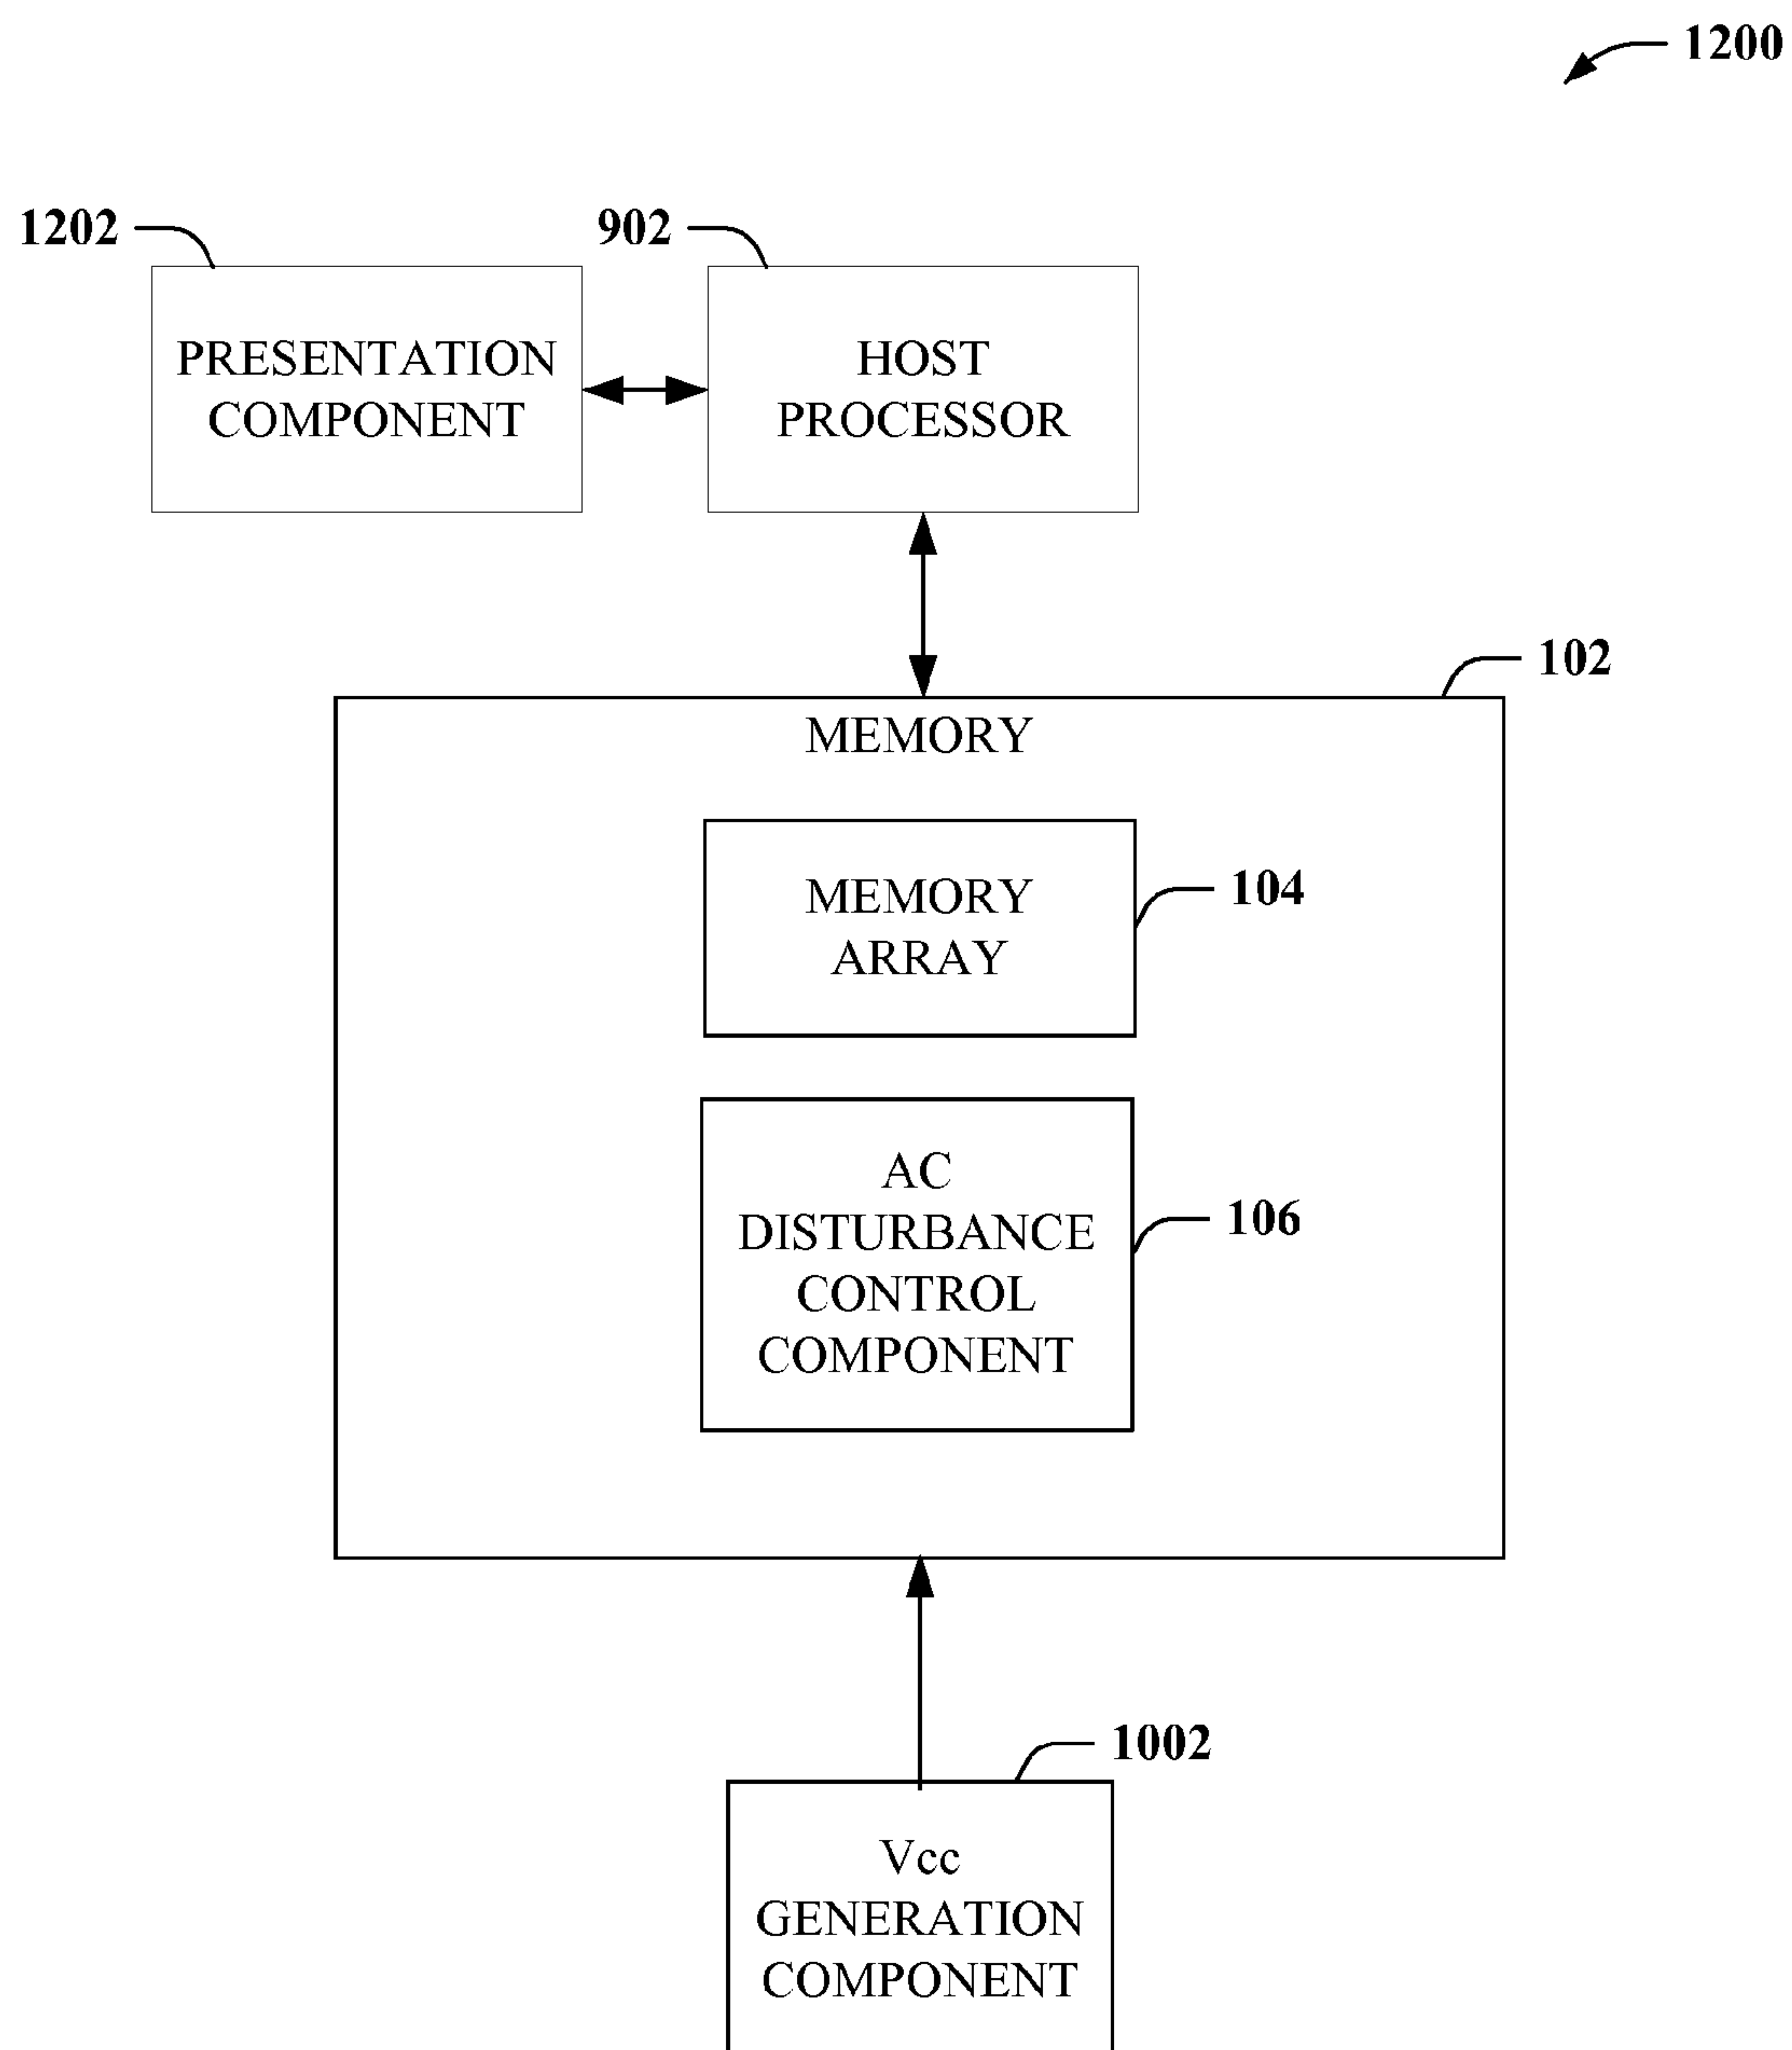 1200
1202
902
PRESENTATION
COMPONENT
HOST
PROCESSOR
102
MEMORY
MEMORY
ARRAY
104
AC
DISTURBANCE
CONTROL
COMPONENT
106
1002
Vcc
GENERATION
COMPONENT